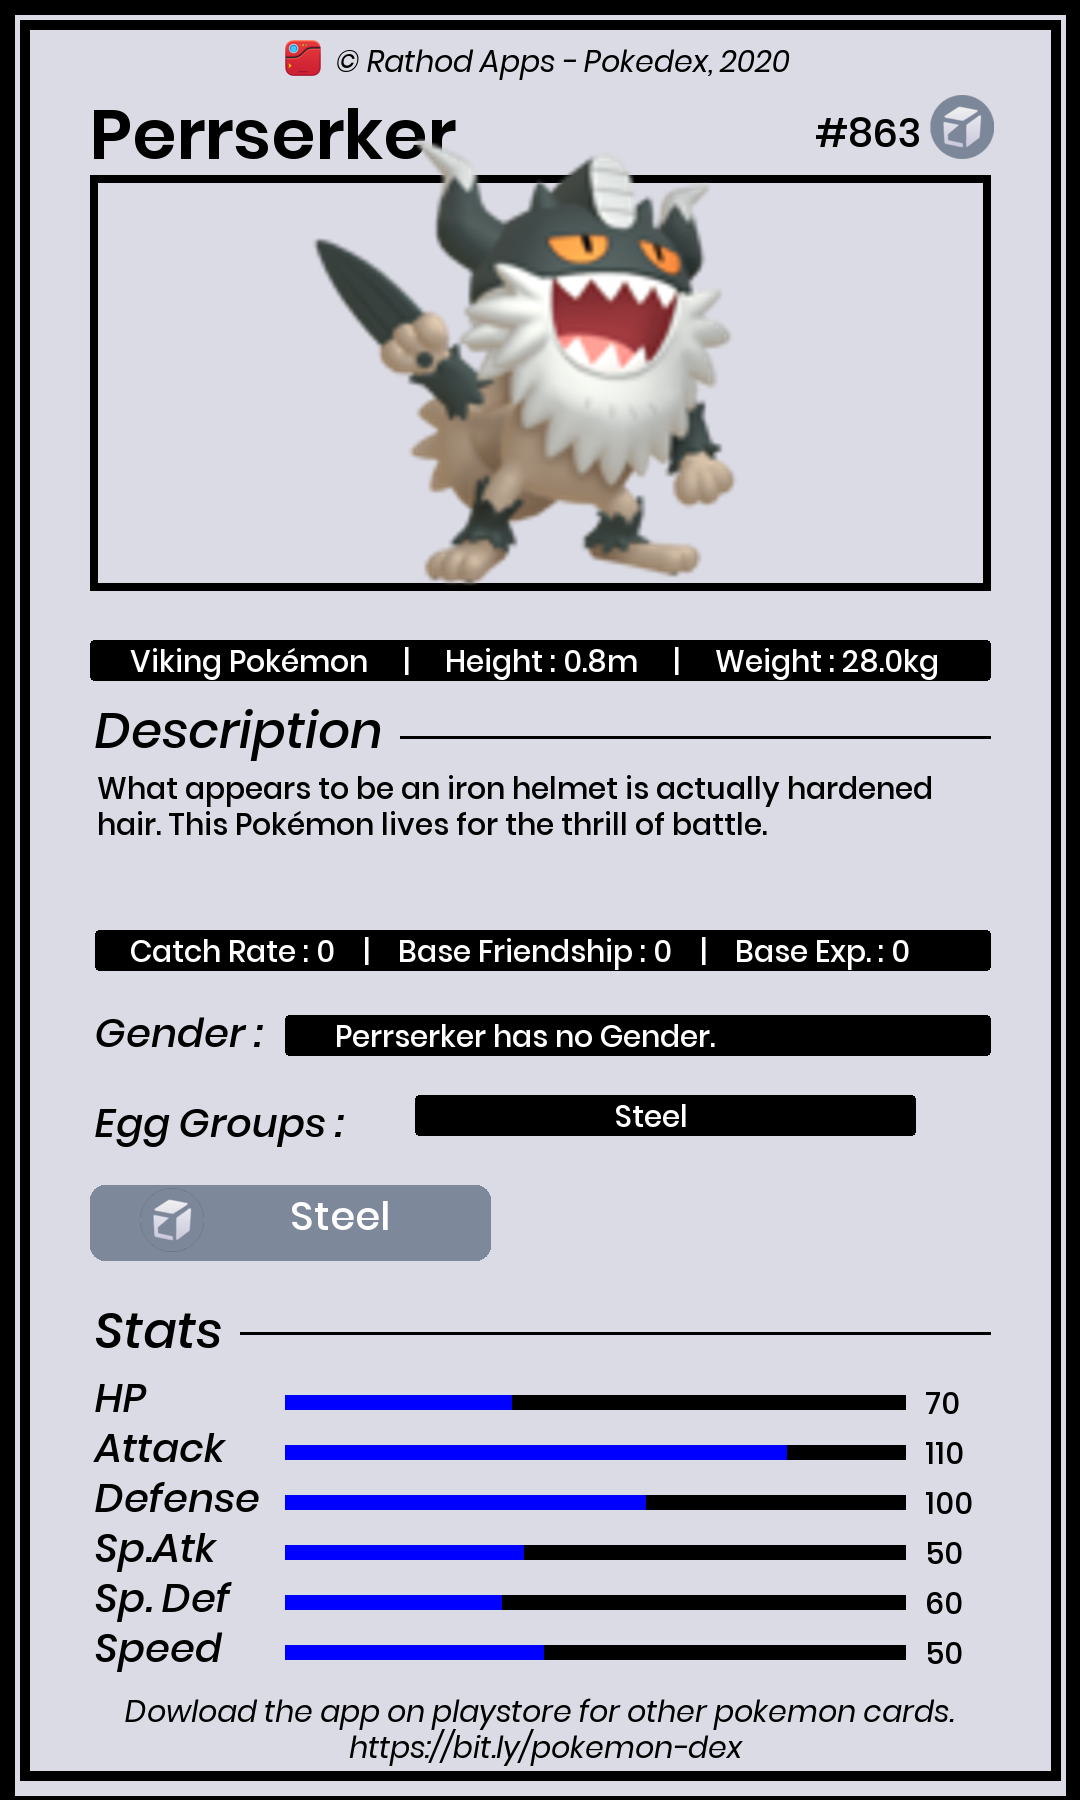 © Rathod Apps - Pokedex, 2020
Perrserker
#863
Viking Pokémon | Height : 0.8m | Weight : 28.0kg
Description
What appears to be an iron helmet is actually hardened
hair. This Pokémon lives for the thrill of battle.
Catch Rate : 0 | Base Friendship : 0 | Base Exp. : 0
Gender : Perrserker has no Gender.
Egg Groups : Steel
Steel
Stats
HP 70
Attack 110
Defense 100
Sp.Atk 50
Sp. Def 60
Speed 50
Dowload the app on playstore for other pokemon cards.
https://bit.ly/pokemon-dex